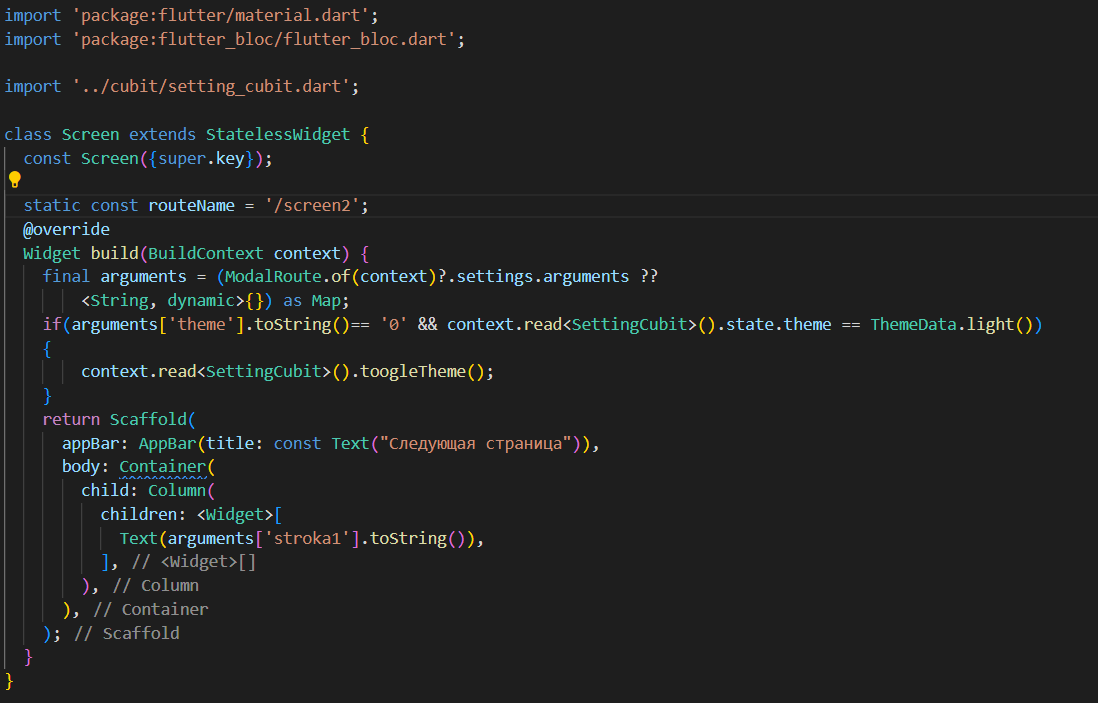 import 'package:flutter/material.dart';
import 'package:flutter_bloc/flutter_bloc.dart';
import '../cubit/setting_cubit.dart';
class Screen extends StatelessWidget {
const Screen({super.key});
static const routeName = '/screen2';
@override
Widget build(BuildContext context) {
final arguments = (ModalRoute.of(context)?.settings.arguments ??
<String, dynamic>{}) as Map;
if(arguments['theme'].toString()== '0' && context.read<SettingCubit>().state.theme == ThemeData.light())
{
context.read<SettingCubit>().toogleTheme();
}
return Scaffold(
appBar: AppBar(title: const Text("Следующая страница")),
body: Container(
child: Column(
children: <Widget>[
Text(arguments['stroka1'].toString()),
], // <Widget>[]
), // Column
), // Container
); // Scaffold
}
}